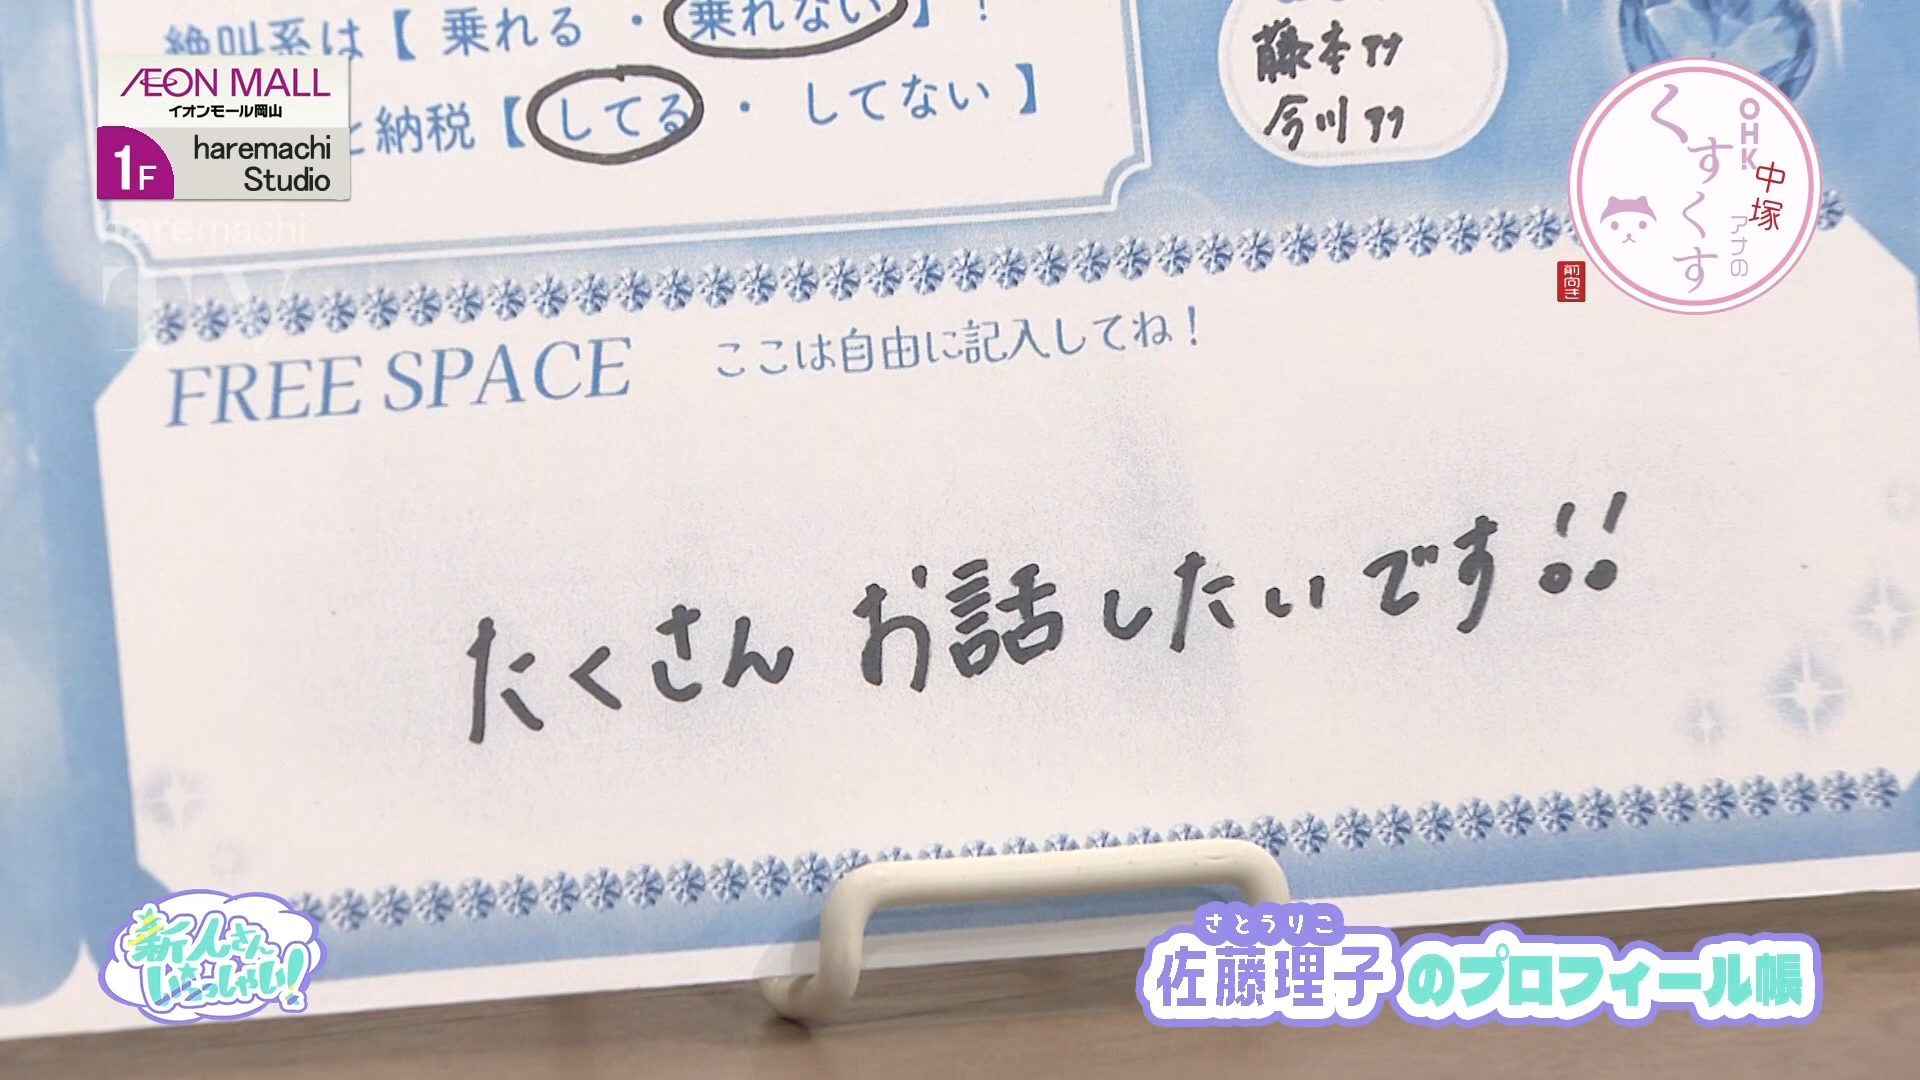 絶叫系は【 乗れる ・ 乗れない 】！
と納税【 してる ・ してない 】
藤本アナ
今川アナ
ÆON MALL
イオンモール岡山
1F
haremachi
Studio
haremachi
TV
OHK
中塚
アナの
くすくす
前向き
FREE SPACE ここは自由に記入してね！
たくさんお話したいです!!
新人さん
いらっしゃい！
さとうりこ
佐藤理子のプロフィール帳